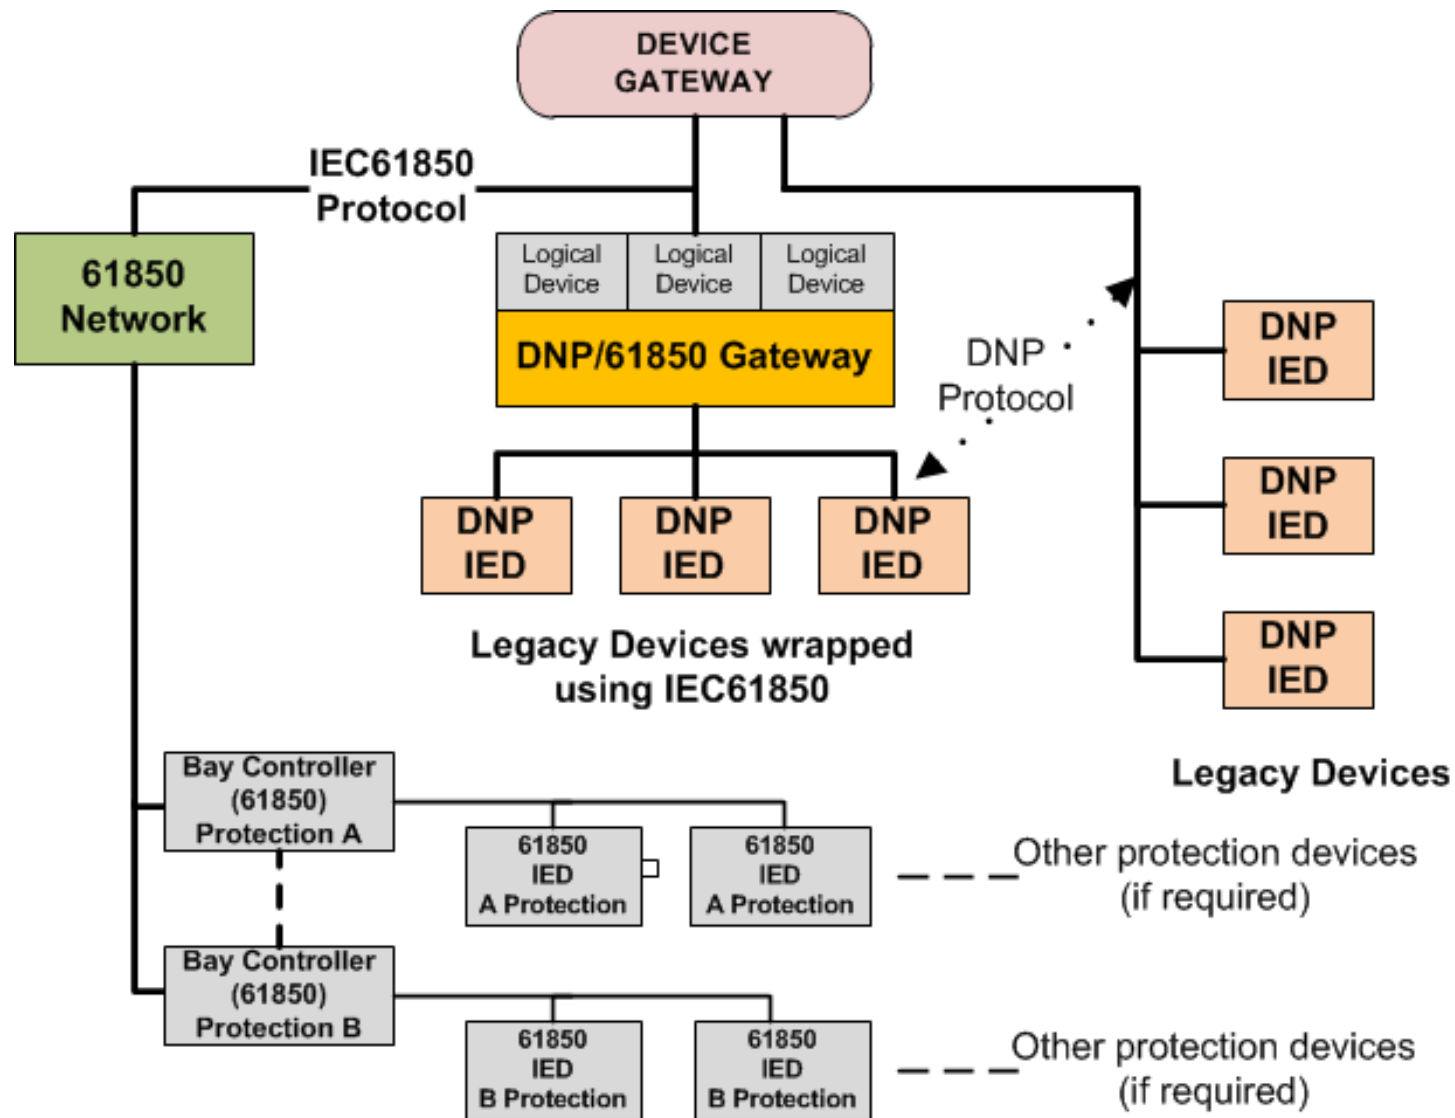 DEVICE
GATEWAY
IEC61850
Protocol
61850
Network
Logical
Device
Logical
Device
Logical
Device
DNP/61850 Gateway
DNP
Protocol
DNP
IED
DNP
IED
DNP
IED
DNP
IED
DNP
IED
DNP
IED
Legacy Devices wrapped
using IEC61850
Legacy Devices
Bay Controller
(61850)
Protection A
61850
IED
A Protection
61850
IED
A Protection
Other protection devices
(if required)
Bay Controller
(61850)
Protection B
61850
IED
B Protection
61850
IED
B Protection
Other protection devices
(if required)